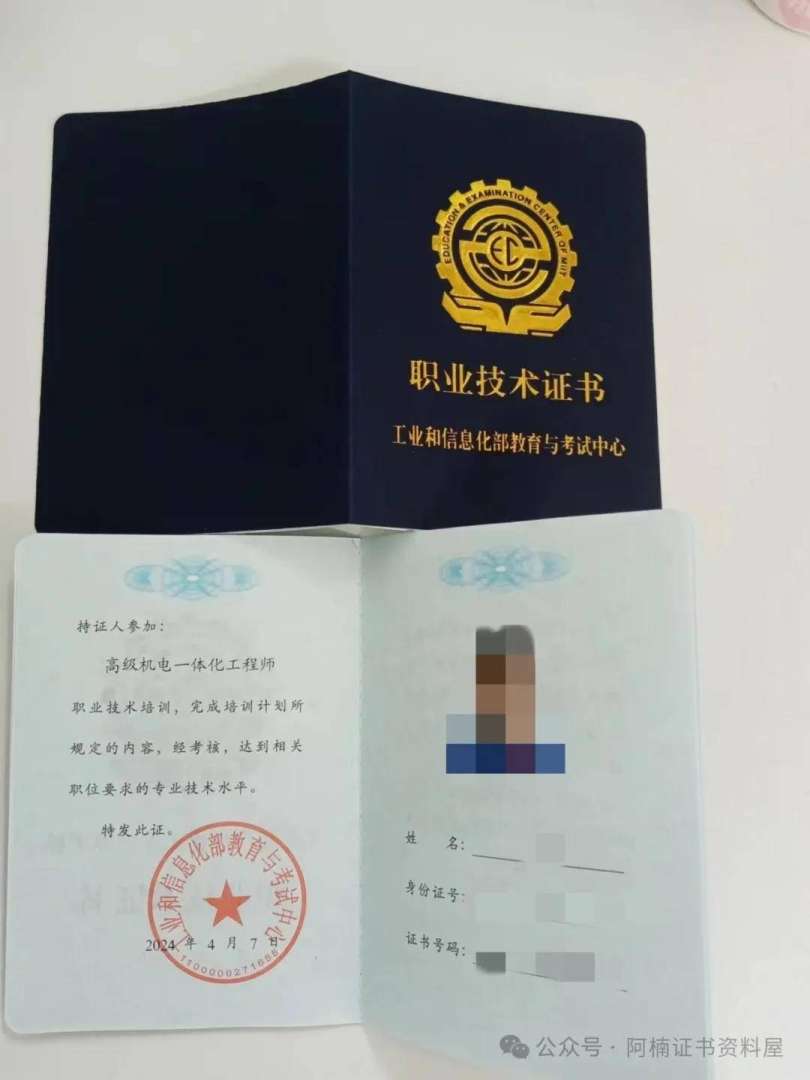 EDUCATION & EXAMINATION CENTER OF MIIT
EC
职业技术证书
工业和信息化部教育与考试中心
持证人参加：
高级机电一体化工程师
职业技术培训，完成培训计划所
规定的内容，经考核，达到相关
职位要求的专业技术水平。
特发此证。
工业和信息化部教育与考试中心
2024 年 4 月 7 日
1100000271688
姓 名：
身份证号：
证书号码：
公众号·阿楠证书资料屋